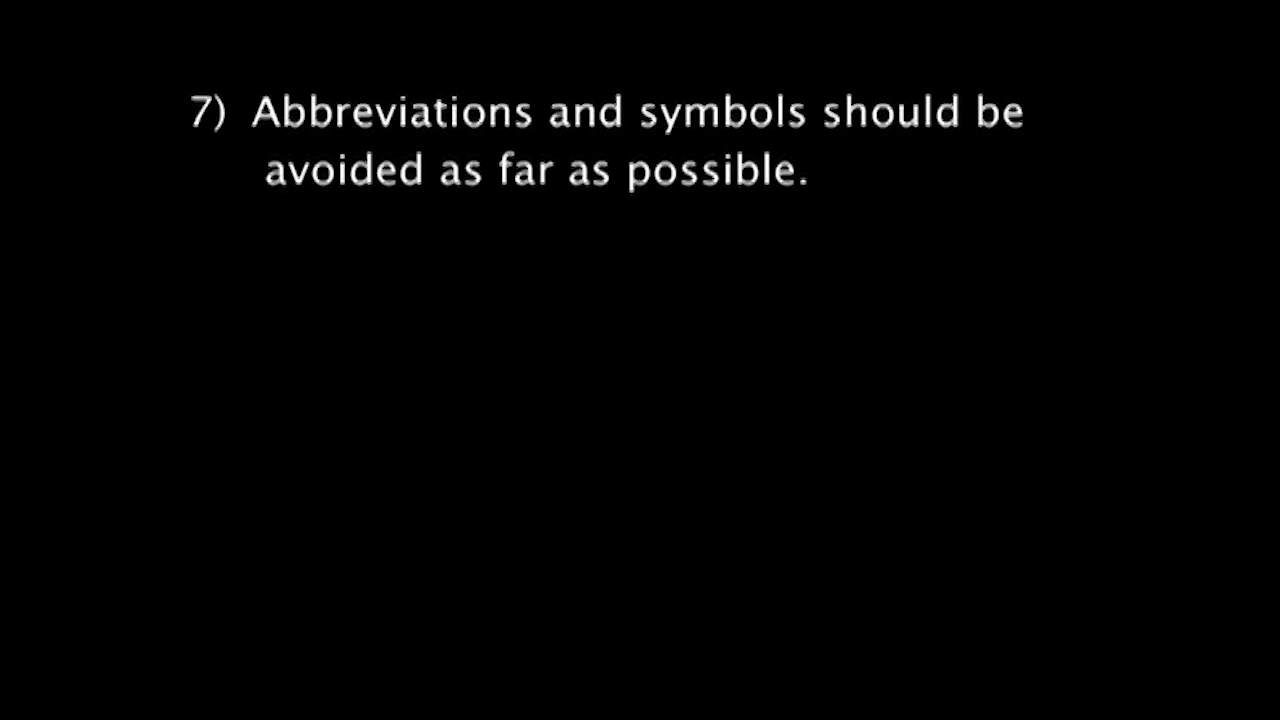 7) Abbreviations and symbols should be
avoided as far as possible.